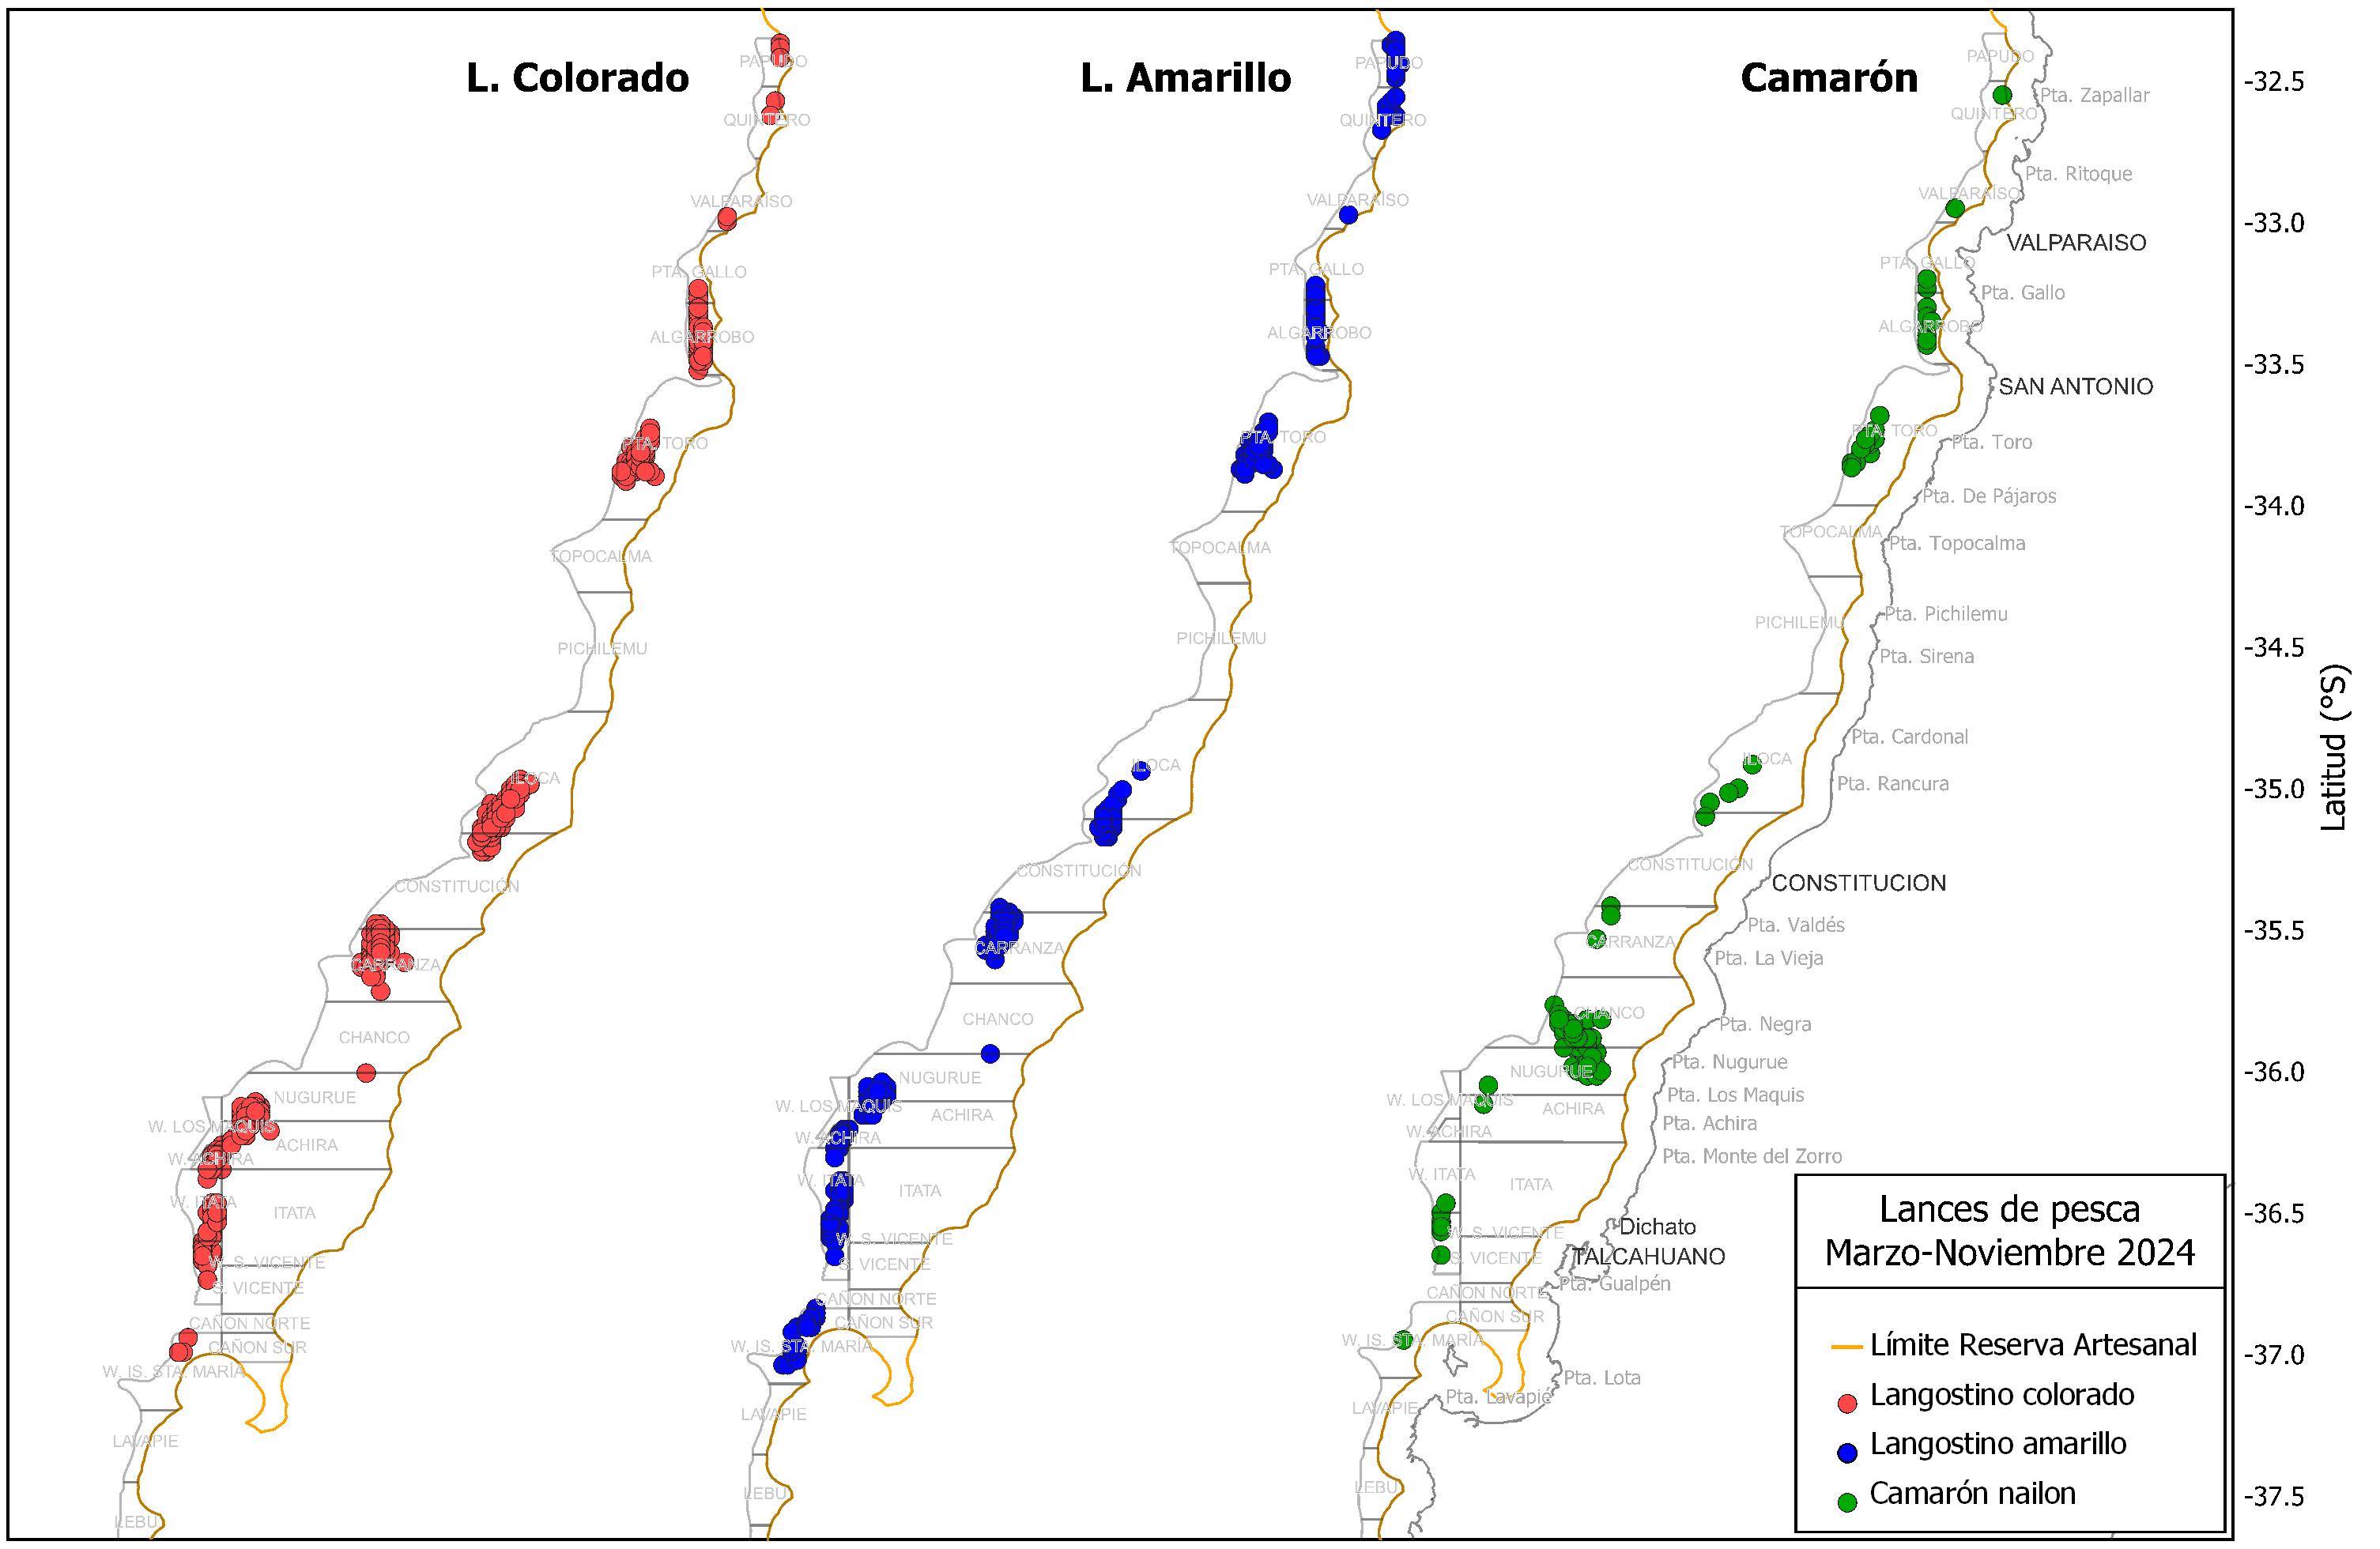 L. Colorado
L. Amarillo
Camarón
PAPUDO
QUINTERO
VALPARAÍSO
PTA. GALLO
ALGARROBO
PTA. TORO
TOPOCALMA
PICHILEMU
ILOCA
CONSTITUCIÓN
CARRANZA
CHANCO
NUGURUE
W. LOS MAQUIS
ACHIRA
W. ACHIRA
W. ITATA
ITATA
W. S. VICENTE
S. VICENTE
CAÑON NORTE
CAÑON SUR
W. IS. STA. MARÍA
LAVAPIE
LEBU
PAPUDO
QUINTERO
VALPARAÍSO
PTA. GALLO
ALGARROBO
PTA. TORO
TOPOCALMA
PICHILEMU
ILOCA
CONSTITUCIÓN
CARRANZA
CHANCO
NUGURUE
W. LOS MAQUIS
ACHIRA
W. ACHIRA
W. ITATA
ITATA
W. S. VICENTE
S. VICENTE
CAÑON NORTE
CAÑON SUR
W. IS. STA. MARÍA
LAVAPIE
LEBU
PAPUDO
QUINTERO
VALPARAÍSO
PTA. GALLO
ALGARROBO
PTA. TORO
TOPOCALMA
PICHILEMU
ILOCA
CONSTITUCIÓN
CARRANZA
CHANCO
NUGURUE
W. LOS MAQUIS
ACHIRA
W. ACHIRA
W. ITATA
ITATA
W. S. VICENTE
S. VICENTE
CAÑON NORTE
CAÑON SUR
W. IS. STA. MARÍA
LAVAPIE
LEBU
Pta. Zapallar
Pta. Ritoque
VALPARAISO
Pta. Gallo
SAN ANTONIO
Pta. Toro
Pta. De Pájaros
Pta. Topocalma
Pta. Pichilemu
Pta. Sirena
Pta. Cardonal
Pta. Rancura
CONSTITUCION
Pta. Valdés
Pta. La Vieja
Pta. Negra
Pta. Nugurue
Pta. Los Maquis
Pta. Achira
Pta. Monte del Zorro
Dichato
TALCAHUANO
Pta. Gualpén
Pta. Lota
Pta. Lavapié
-32.5
-33.0
-33.5
-34.0
-34.5
-35.0
-35.5
-36.0
-36.5
-37.0
-37.5
Latitud (°S)
Lances de pesca
Marzo-Noviembre 2024
Límite Reserva Artesanal
Langostino colorado
Langostino amarillo
Camarón nailon